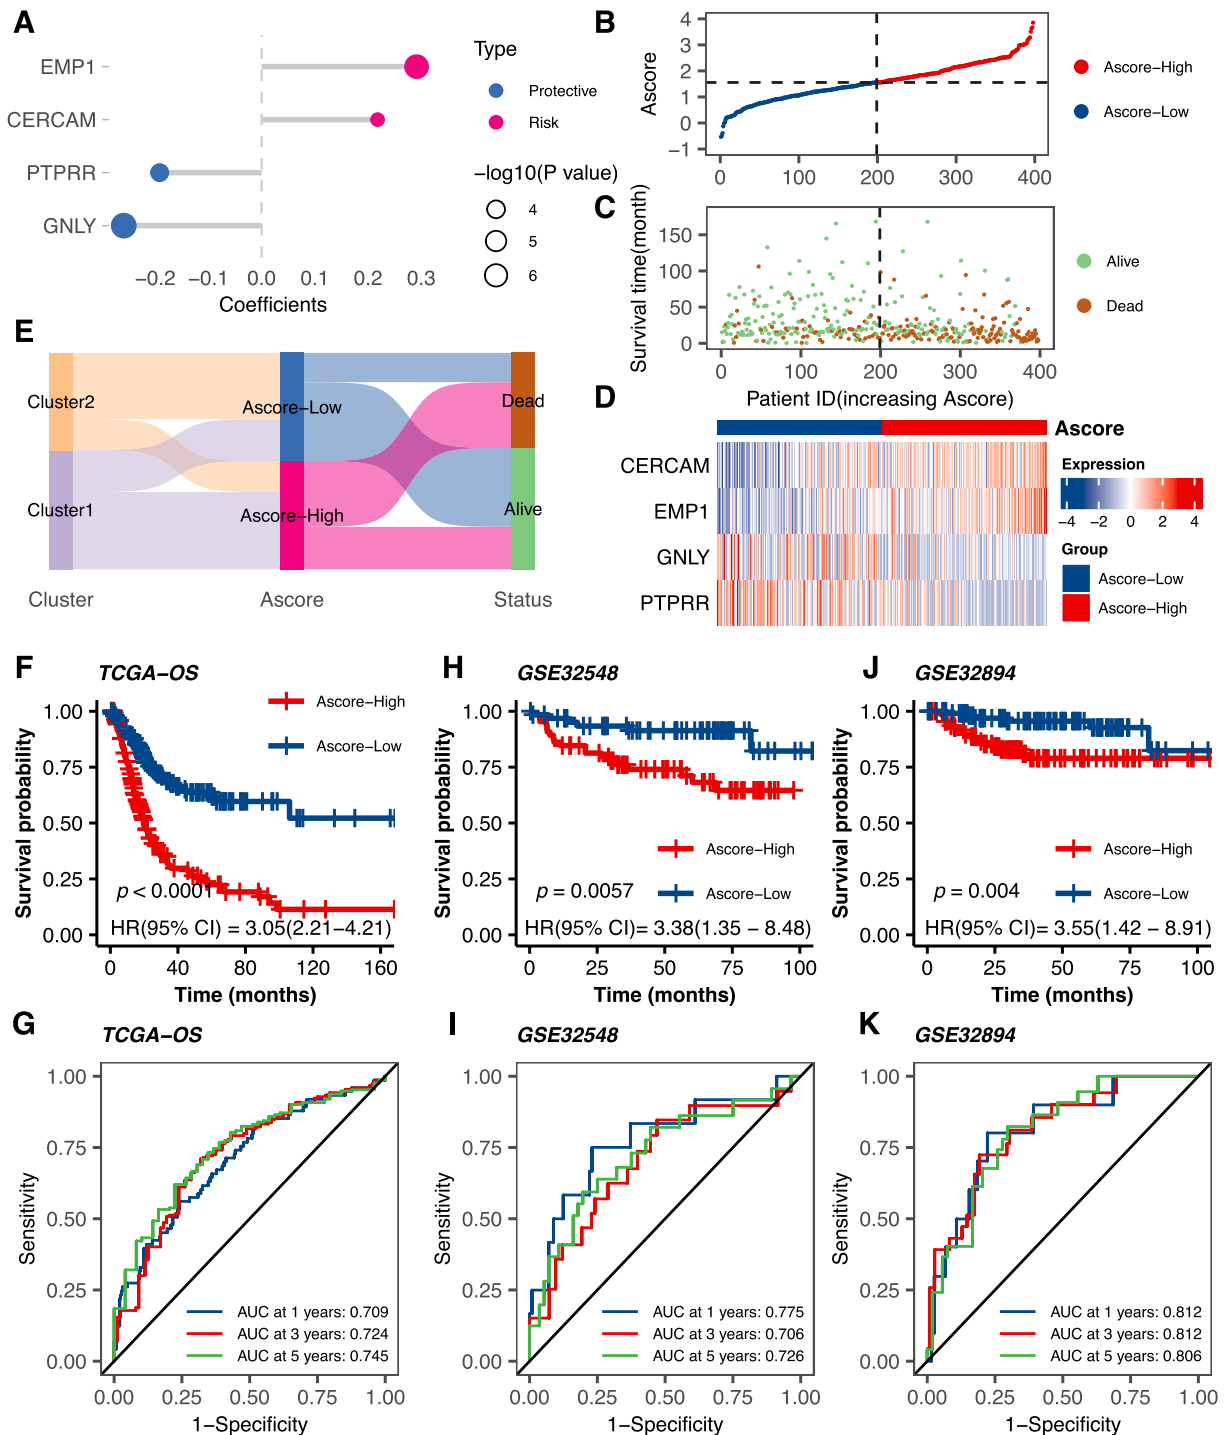 A
EMP1
CERCAM
PTPRR
GNLY
−0.2 −0.1 0.0 0.1 0.2 0.3
Coefficients
Type
Protective
Risk
−log10(P value)
4
5
6
B
Ascore
4
3
2
1
0
−1
0 100 200 300 400
Ascore−High
Ascore−Low
C
Survival time(month)
150
100
50
0
0 100 200 300 400
Patient ID(increasing Ascore)
Alive
Dead
D
Ascore
CERCAM
EMP1
GNLY
PTPRR
Expression
−4 −2 0 2 4
Group
Ascore−Low
Ascore−High
E
Cluster2
Cluster1
Ascore−Low
Ascore−High
Dead
Alive
Cluster Ascore Status
F TCGA−OS
Survival probability
1.00
0.75
0.50
0.25
0.00
Ascore−High
Ascore−Low
p < 0.0001
HR(95% CI) = 3.05(2.21−4.21)
0 40 80 120 160
Time (months)
H GSE32548
Survival probability
1.00
0.75
0.50
0.25
0.00
Ascore−High
p = 0.0057
Ascore−Low
HR(95% CI)= 3.38(1.35 − 8.48)
0 25 50 75 100
Time (months)
J GSE32894
Survival probability
1.00
0.75
0.50
0.25
0.00
Ascore−High
p = 0.004
Ascore−Low
HR(95% CI)= 3.55(1.42 − 8.91)
0 25 50 75 100
Time (months)
G TCGA−OS
Sensitivity
1.00
0.75
0.50
0.25
0.00
AUC at 1 years: 0.709
AUC at 3 years: 0.724
AUC at 5 years: 0.745
0.00 0.25 0.50 0.75 1.00
1−Specificity
I GSE32548
Sensitivity
1.00
0.75
0.50
0.25
0.00
AUC at 1 years: 0.775
AUC at 3 years: 0.706
AUC at 5 years: 0.726
0.00 0.25 0.50 0.75 1.00
1−Specificity
K GSE32894
Sensitivity
1.00
0.75
0.50
0.25
0.00
AUC at 1 years: 0.812
AUC at 3 years: 0.812
AUC at 5 years: 0.806
0.00 0.25 0.50 0.75 1.00
1−Specificity